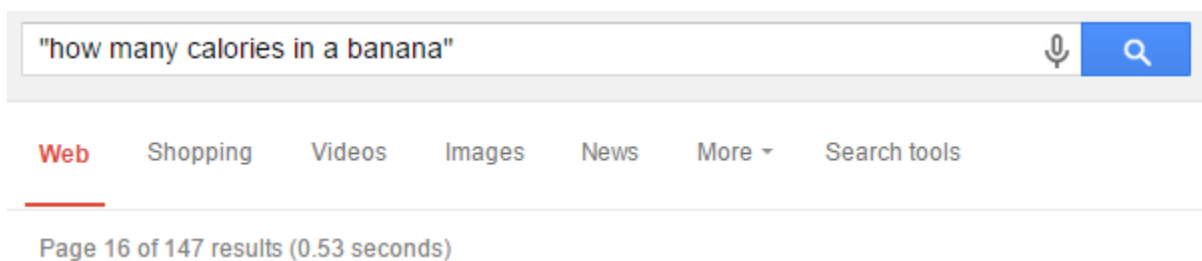 "how many calories in a banana"
Web Shopping Videos Images News More Search tools
Page 16 of 147 results (0.53 seconds)